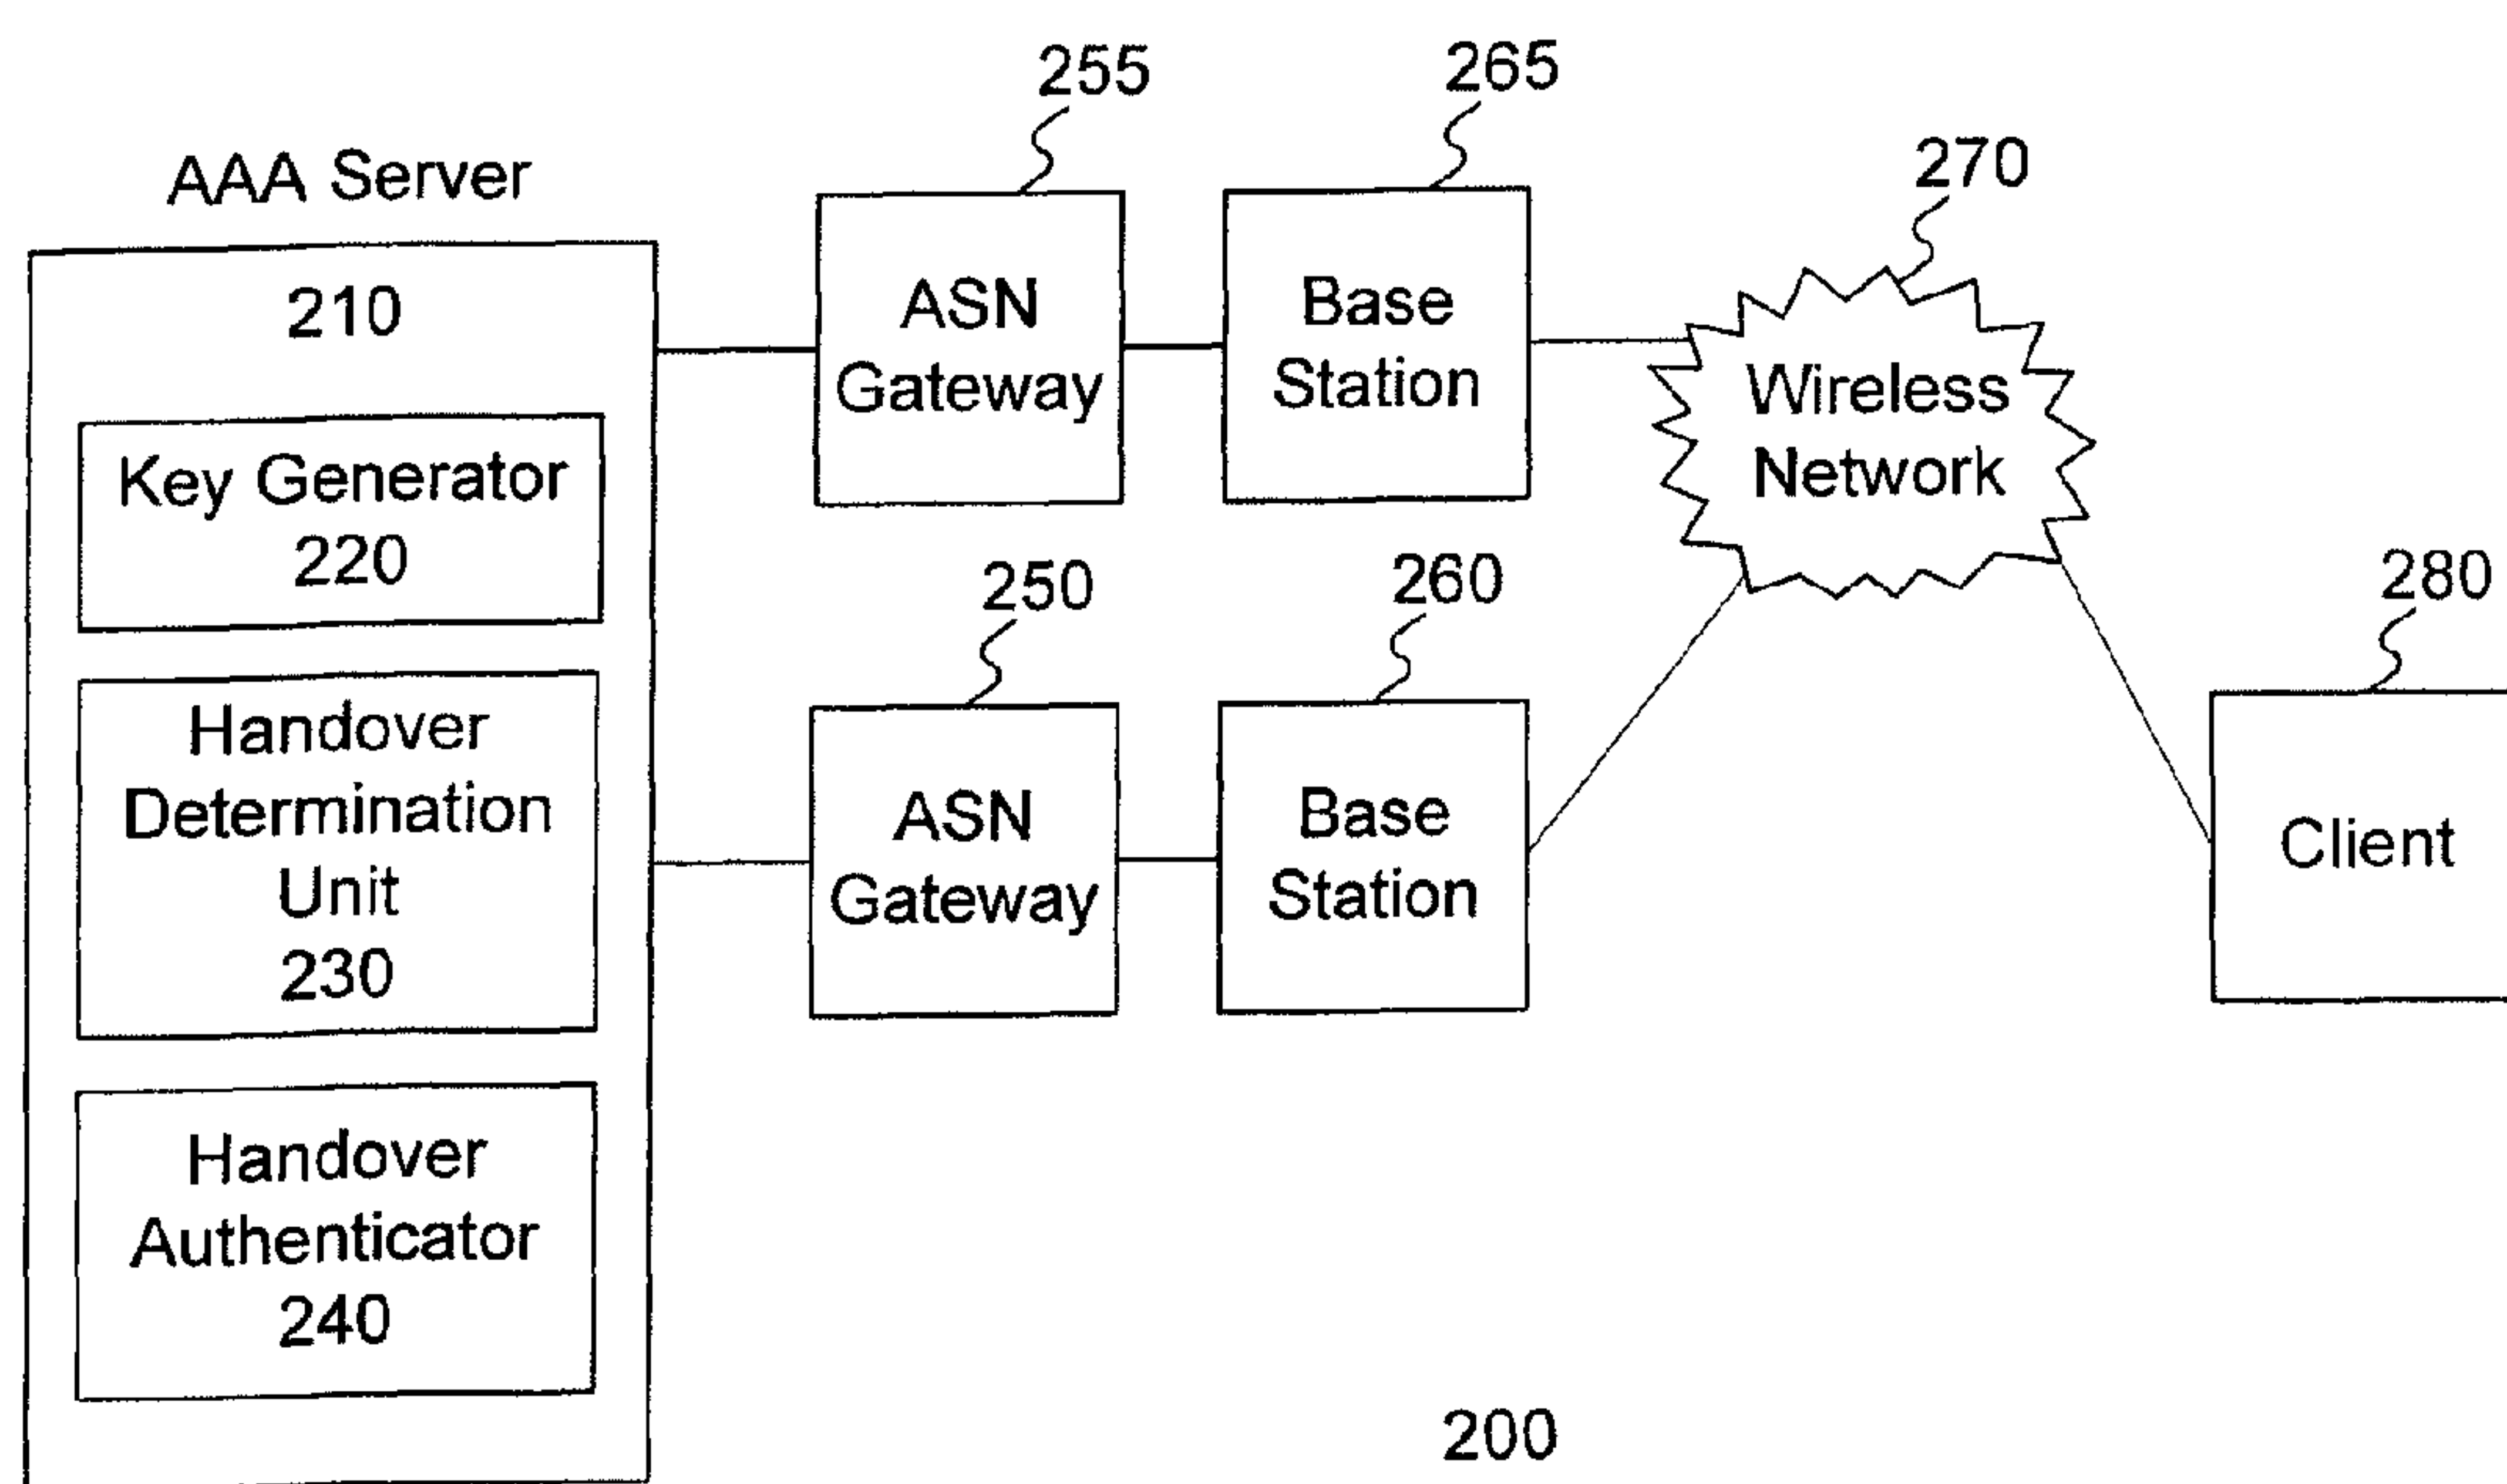 255
265
270
AAA Server
210
ASN
Gateway
Base
Station
Wireless
Network
Key Generator
220
250
260
280
Handover
Determination
Unit
230
ASN
Gateway
Base
Station
Client
Handover
Authenticator
240
200